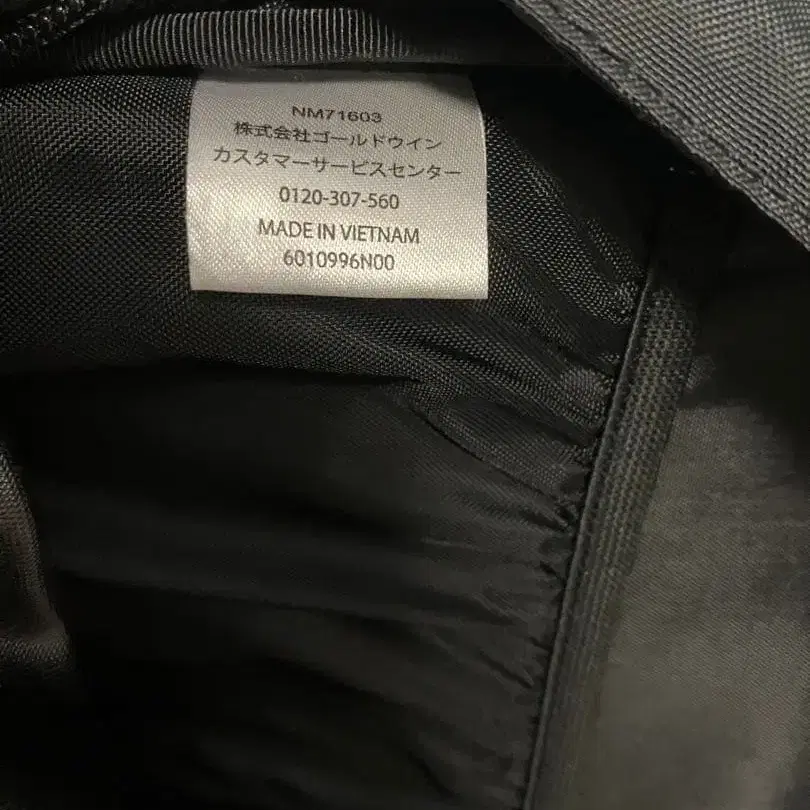 NM71603
株式会社ゴールドウイン
カスタマーサービスセンター
0120-307-560
MADE IN VIETNAM
6010996N00